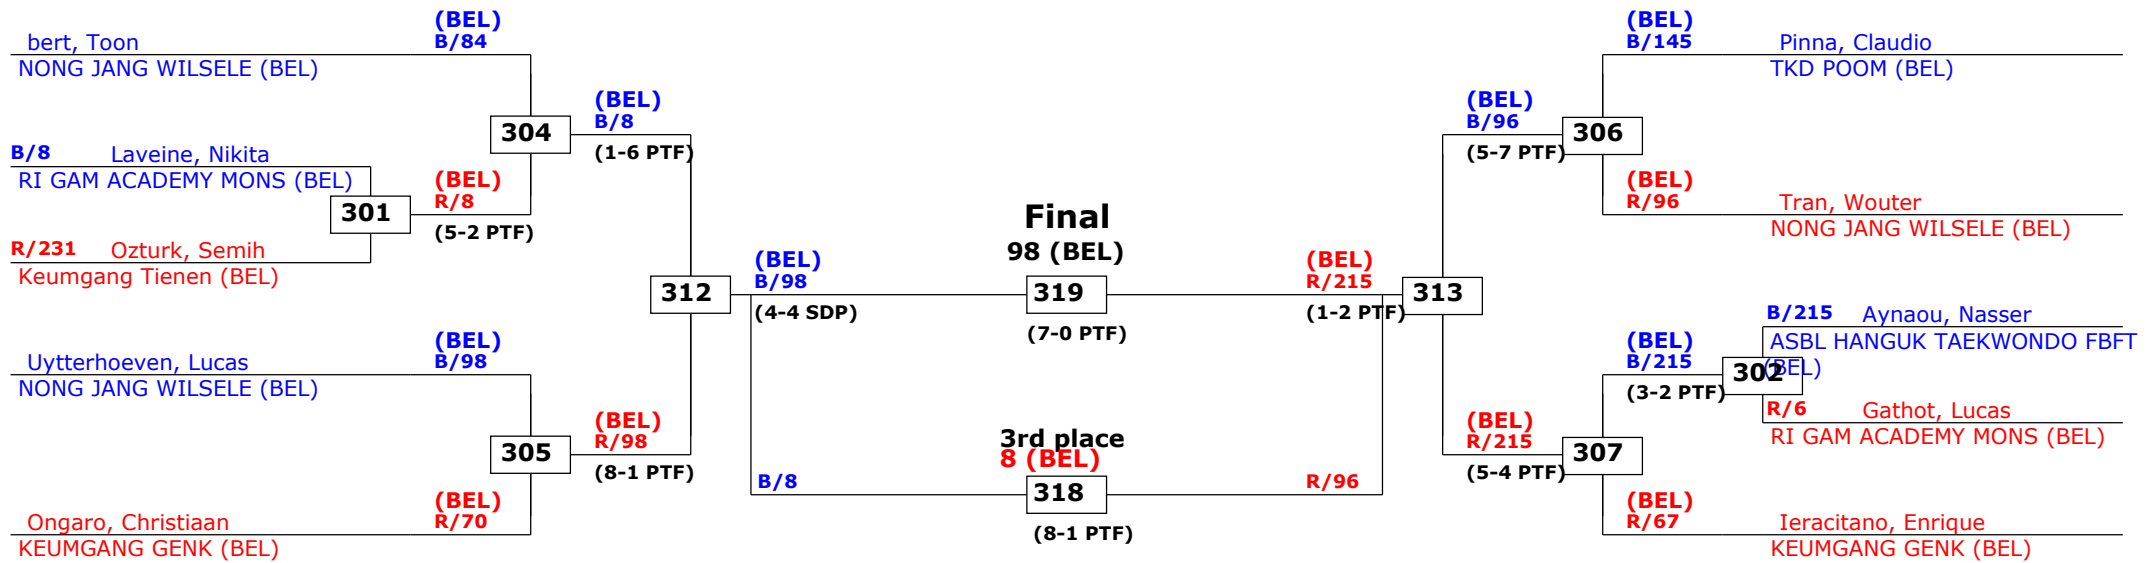 (BEL)
bert, Toon B/84
NONG JANG WILSELE (BEL)
(BEL)
304 B/8
(1-6 PTF)
B/8 Laveine, Nikita
RI GAM ACADEMY MONS (BEL)
(BEL)
301 R/8
(5-2 PTF)
R/231 Ozturk, Semih
Keumgang Tienen (BEL)
(BEL)
312 B/98
(4-4 SDP)
(BEL)
Uytterhoeven, Lucas B/98
NONG JANG WILSELE (BEL)
(BEL)
305 R/98
(8-1 PTF)
(BEL)
Ongaro, Christiaan R/70
KEUMGANG GENK (BEL)
Final
98 (BEL)
319
(7-0 PTF)
3rd place
8 (BEL)
B/8 318 R/96
(8-1 PTF)
(BEL)
B/145 Pinna, Claudio
TKD POOM (BEL)
(BEL)
B/96 306
(5-7 PTF)
(BEL)
R/96 Tran, Wouter
NONG JANG WILSELE (BEL)
(BEL)
R/215 313
(1-2 PTF)
B/215 Aynaou, Nasser
ASBL HANGUK TAEKWONDO FBFT
(BEL)
(BEL)
B/215 302
(3-2 PTF)
R/6 Gathot, Lucas
RI GAM ACADEMY MONS (BEL)
(BEL)
R/215 307
(5-4 PTF)
(BEL)
R/67 Ieracitano, Enrique
KEUMGANG GENK (BEL)